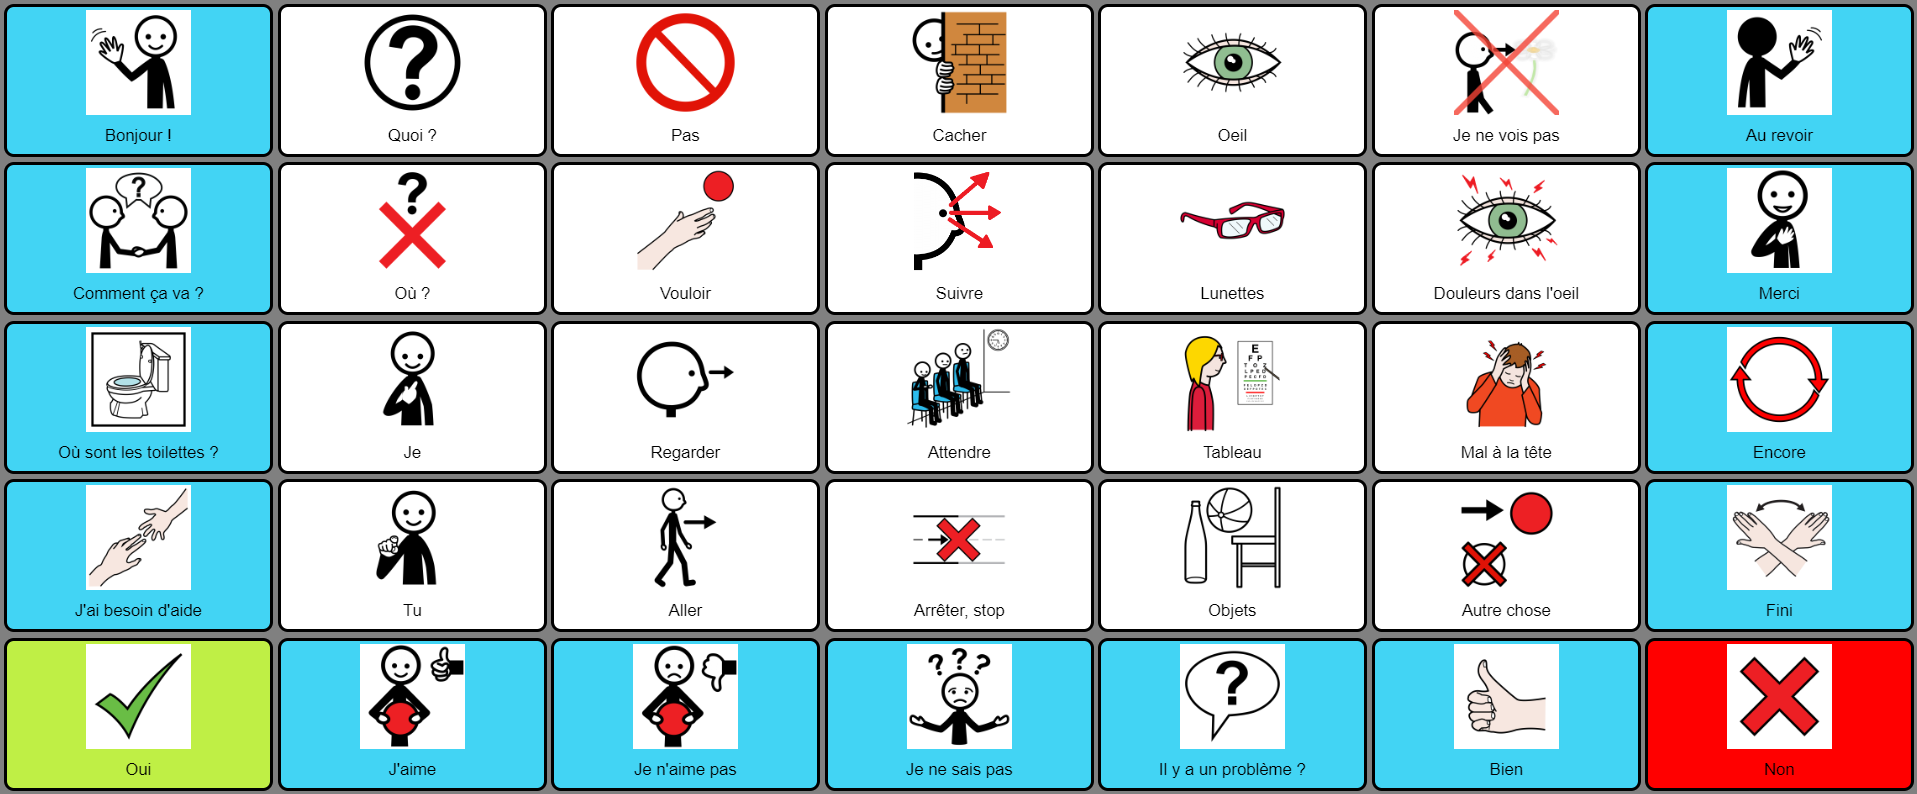 Bonjour !
Quoi ?
Pas
Cacher
Oeil
Je ne vois pas
Au revoir
Comment ça va ?
Où ?
Vouloir
Suivre
Lunettes
Douleurs dans l'oeil
Merci
Où sont les toilettes ?
Je
Regarder
Attendre
Tableau
Mal à la tête
Encore
J'ai besoin d'aide
Tu
Aller
Arrêter, stop
Objets
Autre chose
Fini
Oui
J'aime
Je n'aime pas
Je ne sais pas
Il y a un problème ?
Bien
Non